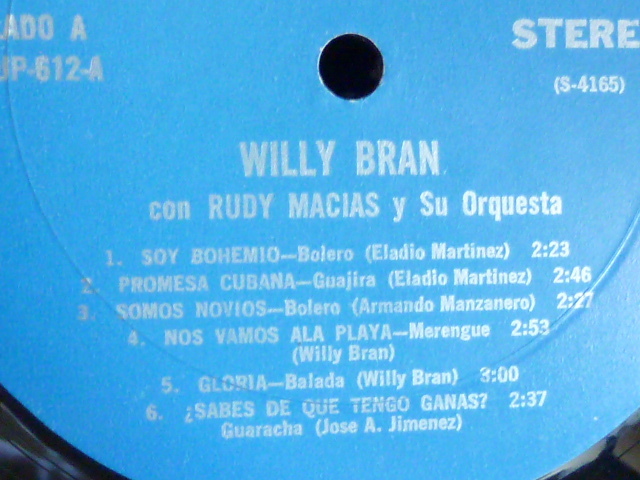 LADO A
UP-612-A
STERE
(S-4165)
WILLY BRAN
con RUDY MACIAS y Su Orquesta
1. SOY BOHEMIO—Bolero (Eladio Martinez) 2:23
2. PROMESA CUBANA—Guajira (Eladio Martinez) 2:46
3. SOMOS NOVIOS—Bolero (Armando Manzanero) 2:27
4. NOS VAMOS ALA PLAYA—Merengue 2:53
(Willy Bran)
5. GLORIA—Balada (Willy Bran) 3:00
6. ¿SABES DE QUE TENGO GANAS? 2:37
Guaracha (Jose A. Jimenez)